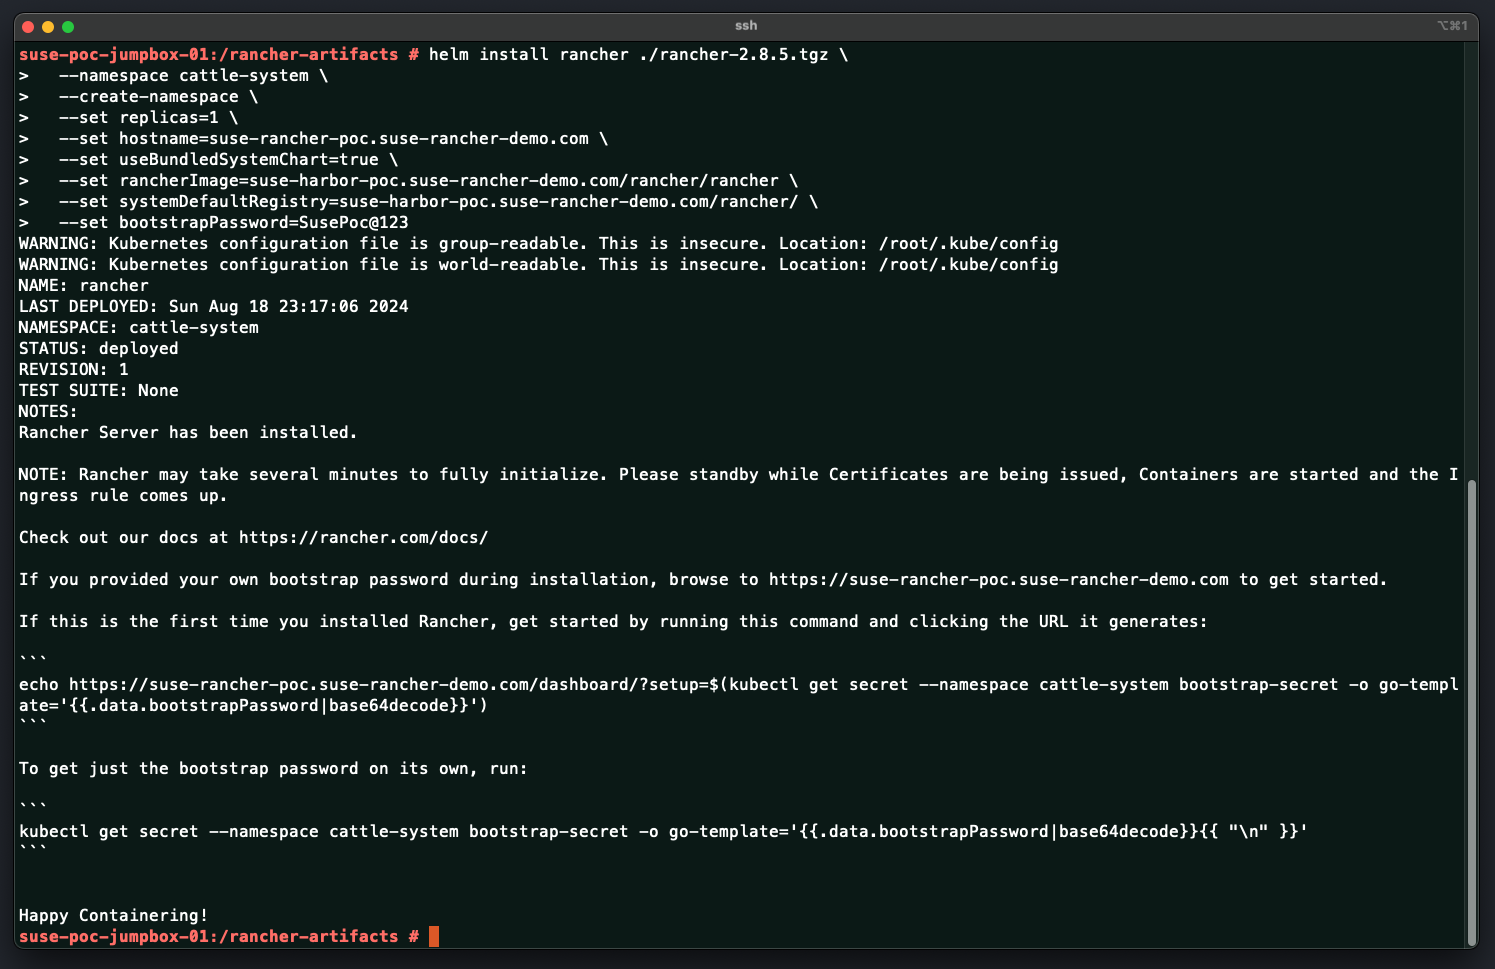 ssh
⌥⌘1
suse-poc-jumpbox-01:/rancher-artifacts # helm install rancher ./rancher-2.8.5.tgz \
>   --namespace cattle-system \
>   --create-namespace \
>   --set replicas=1 \
>   --set hostname=suse-rancher-poc.suse-rancher-demo.com \
>   --set useBundledSystemChart=true \
>   --set rancherImage=suse-harbor-poc.suse-rancher-demo.com/rancher/rancher \
>   --set systemDefaultRegistry=suse-harbor-poc.suse-rancher-demo.com/rancher/ \
>   --set bootstrapPassword=SusePoc@123
WARNING: Kubernetes configuration file is group-readable. This is insecure. Location: /root/.kube/config
WARNING: Kubernetes configuration file is world-readable. This is insecure. Location: /root/.kube/config
NAME: rancher
LAST DEPLOYED: Sun Aug 18 23:17:06 2024
NAMESPACE: cattle-system
STATUS: deployed
REVISION: 1
TEST SUITE: None
NOTES:
Rancher Server has been installed.

NOTE: Rancher may take several minutes to fully initialize. Please standby while Certificates are being issued, Containers are started and the I
ngress rule comes up.

Check out our docs at https://rancher.com/docs/

If you provided your own bootstrap password during installation, browse to https://suse-rancher-poc.suse-rancher-demo.com to get started.

If this is the first time you installed Rancher, get started by running this command and clicking the URL it generates:

```
echo https://suse-rancher-poc.suse-rancher-demo.com/dashboard/?setup=$(kubectl get secret --namespace cattle-system bootstrap-secret -o go-templ
ate='{{.data.bootstrapPassword|base64decode}}')
```

To get just the bootstrap password on its own, run:

```
kubectl get secret --namespace cattle-system bootstrap-secret -o go-template='{{.data.bootstrapPassword|base64decode}}{{ "\n" }}'
```

Happy Containering!
suse-poc-jumpbox-01:/rancher-artifacts #